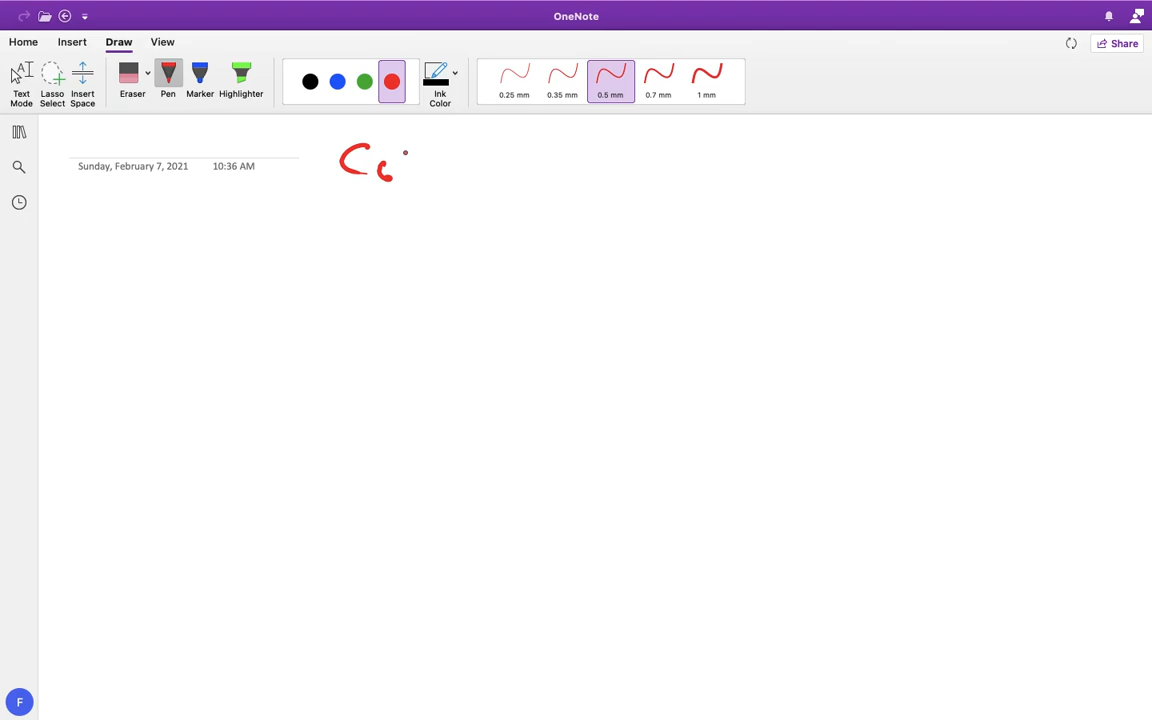 OneNote
Home Insert Draw View
Share
Text Mode
Lasso Select
Insert Space
Eraser
Pen
Marker
Highlighter
Ink Color
0.25 mm
0.35 mm
0.5 mm
0.7 mm
1 mm
Sunday, February 7, 2021 10:36 AM
F